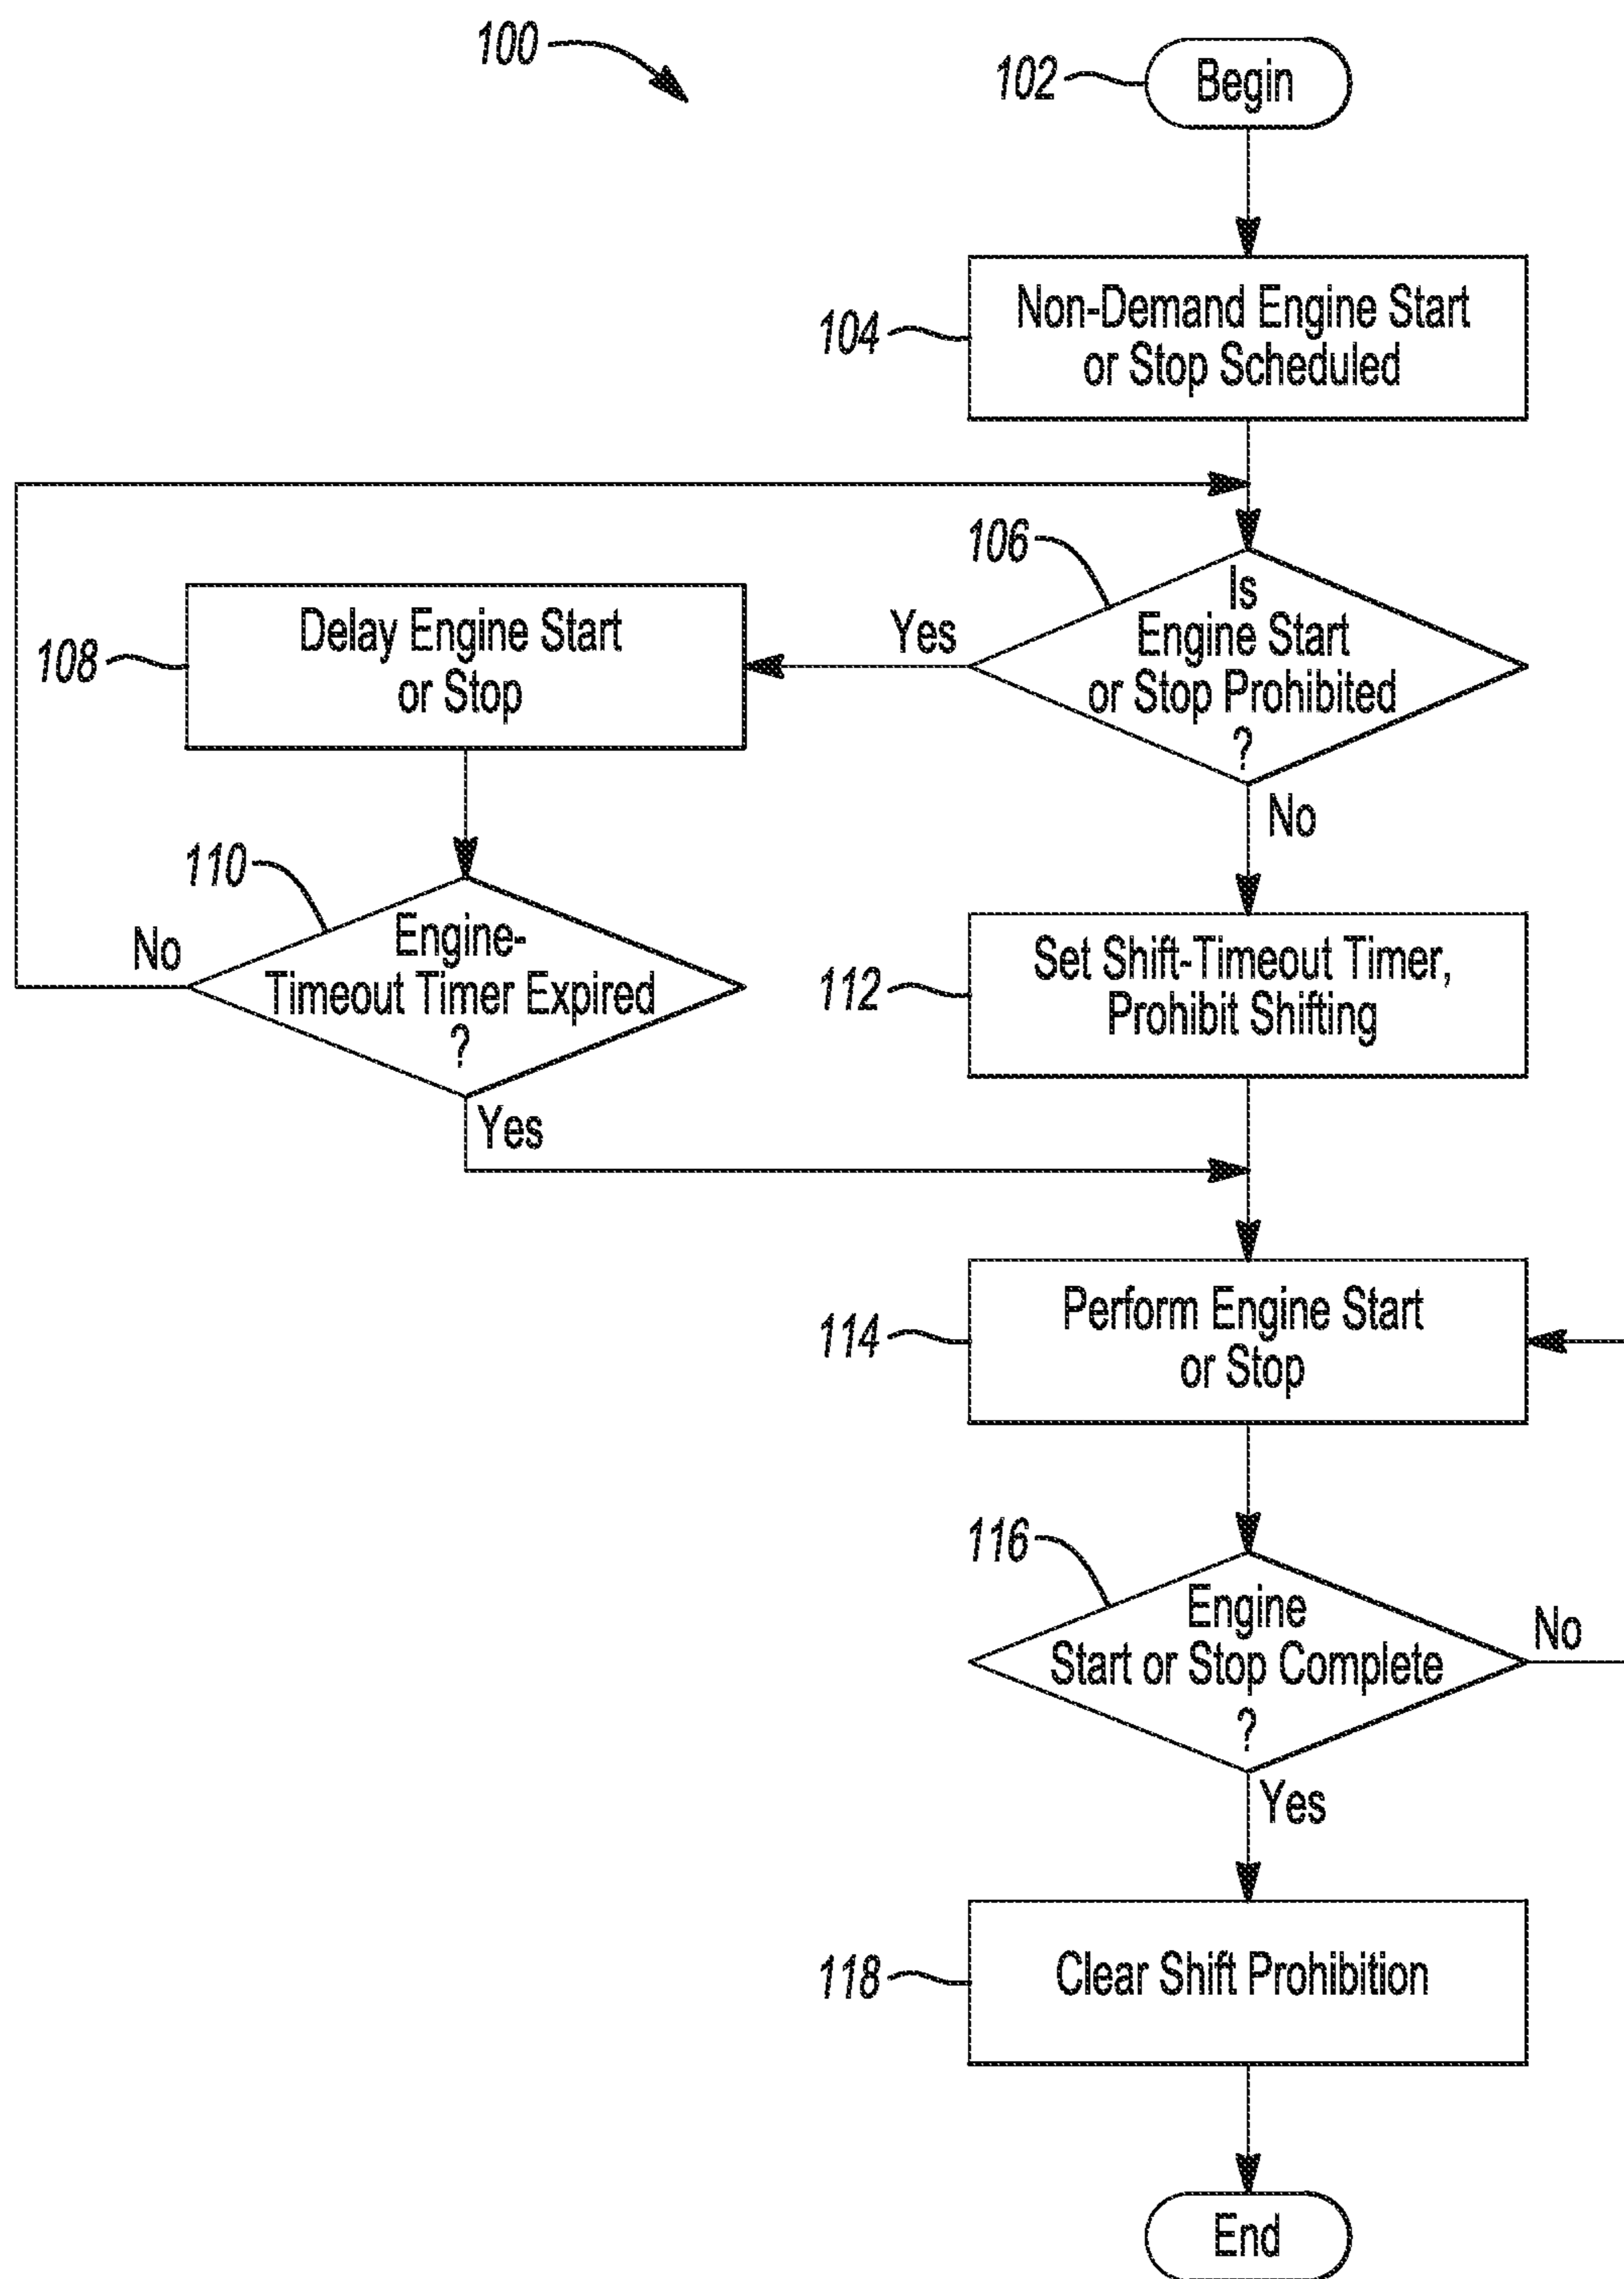 100
102
Begin
104
Non-Demand Engine Start
or Stop Scheduled
106
Is
Engine Start
or Stop Prohibited
?
Yes
No
108
Delay Engine Start
or Stop
110
Engine-
Timeout Timer Expired
?
No
Yes
112
Set Shift-Timeout Timer,
Prohibit Shifting
114
Perform Engine Start
or Stop
116
Engine
Start or Stop Complete
?
No
Yes
118
Clear Shift Prohibition
End